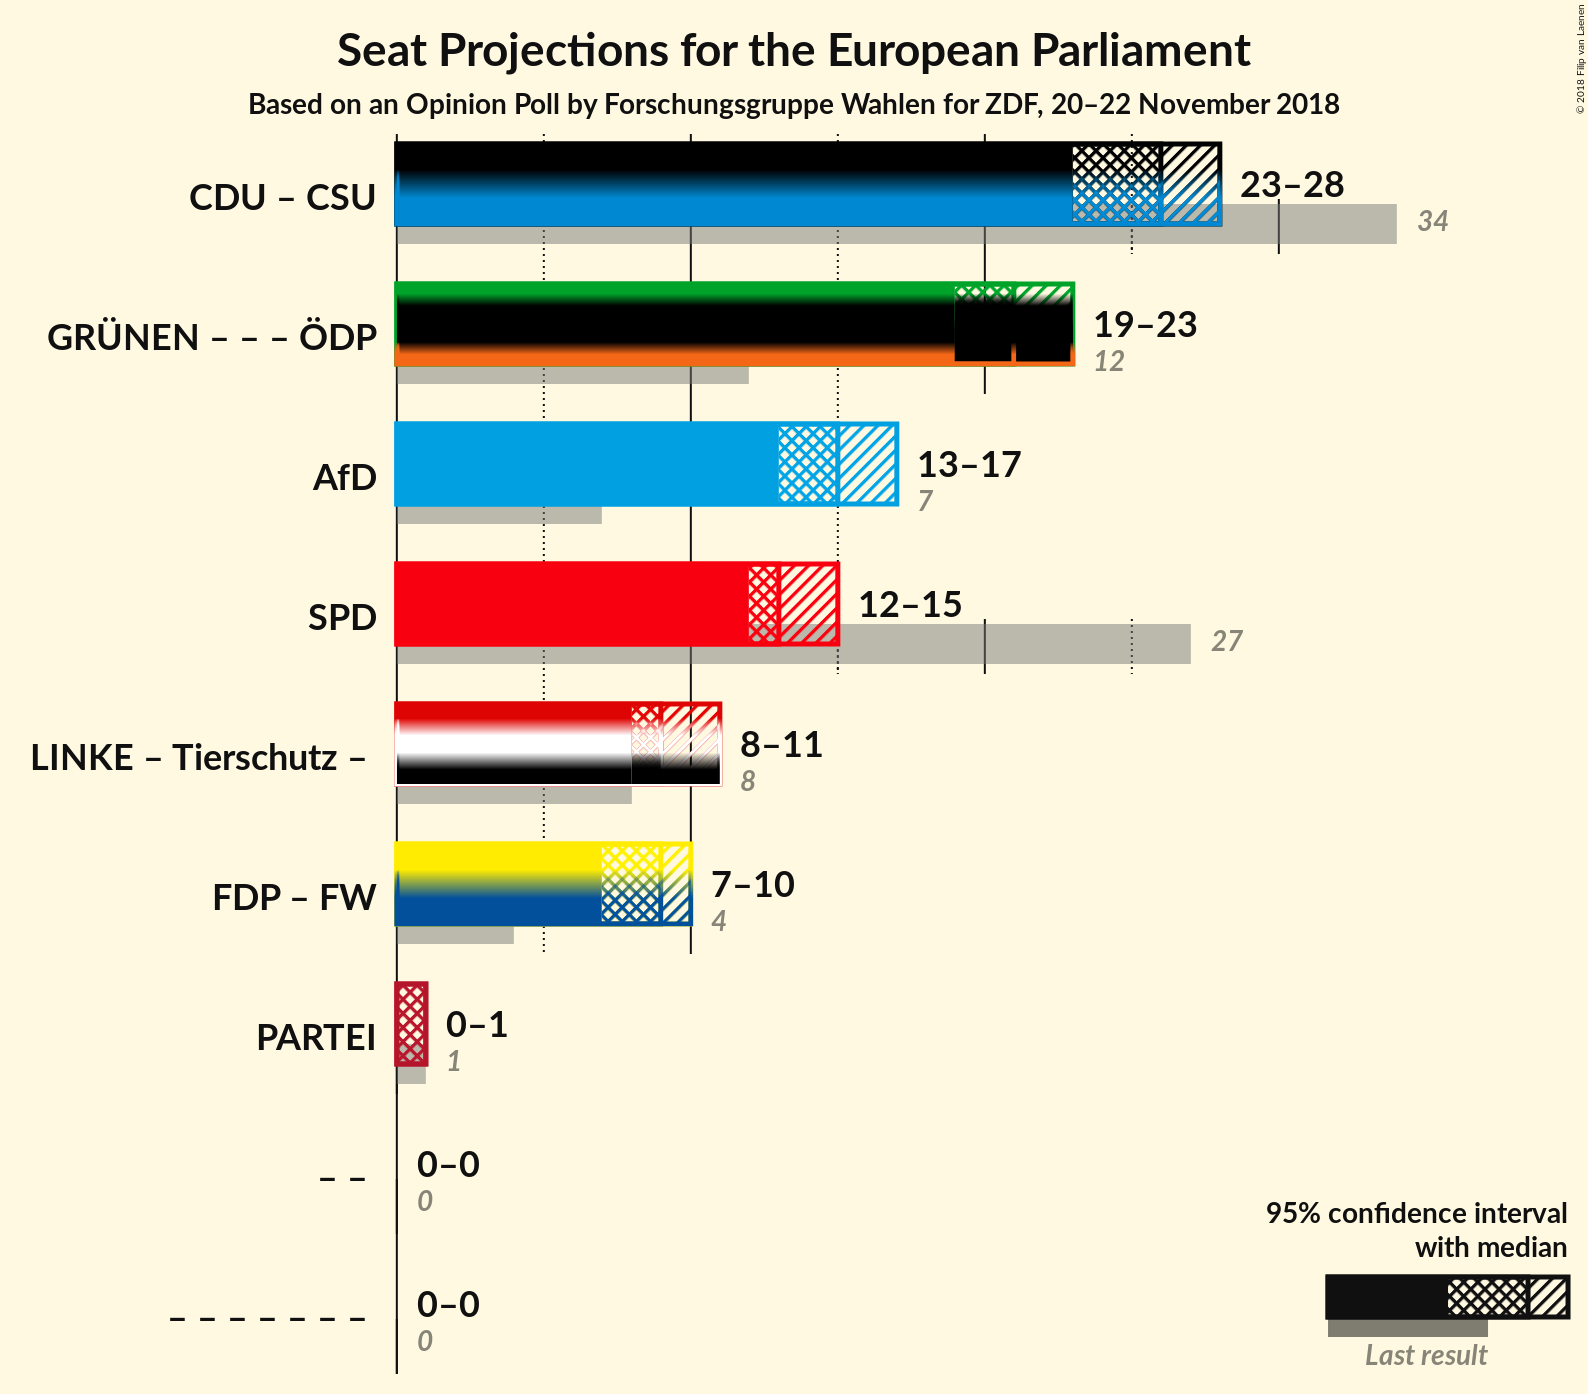 Seat Projections for the European Parliament
Based on an Opinion Poll by Forschungsgruppe Wahlen for ZDF, 20–22 November 2018
© 2018 Filip van Laenen
CDU – CSU
23–28
34
GRÜNEN – – – ÖDP
19–23
12
AfD
13–17
7
SPD
12–15
27
LINKE – Tierschutz –
8–11
8
FDP – FW
7–10
4
PARTEI
0–1
1
– –
0–0
0
– – – – – – –
0–0
0
95% confidence interval
with median
Last result